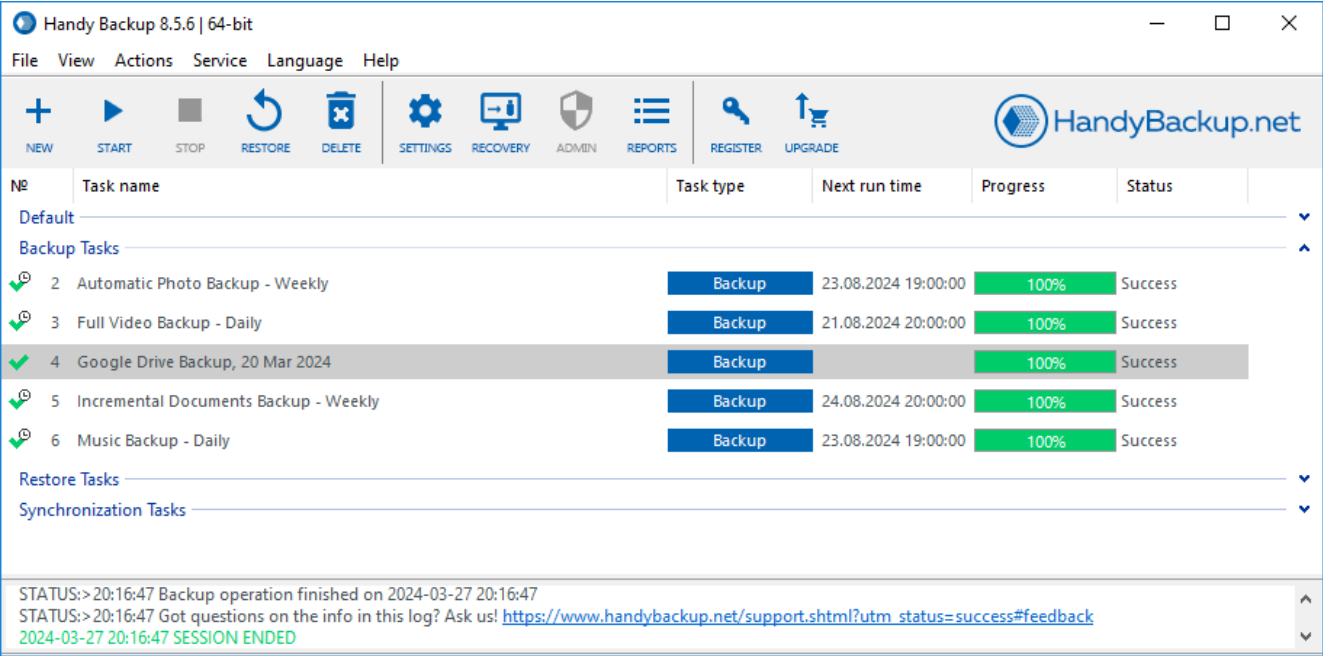 Handy Backup 8.5.6 | 64-bit
File View Actions Service Language Help
NEW START STOP RESTORE DELETE SETTINGS RECOVERY ADMIN REPORTS REGISTER UPGRADE HandyBackup.net
№ Task name Task type Next run time Progress Status
Default
Backup Tasks
2 Automatic Photo Backup - Weekly Backup 23.08.2024 19:00:00 100% Success
3 Full Video Backup - Daily Backup 21.08.2024 20:00:00 100% Success
4 Google Drive Backup, 20 Mar 2024 Backup 100% Success
5 Incremental Documents Backup - Weekly Backup 24.08.2024 20:00:00 100% Success
6 Music Backup - Daily Backup 23.08.2024 19:00:00 100% Success
Restore Tasks
Synchronization Tasks
STATUS:> 20:16:47 Backup operation finished on 2024-03-27 20:16:47
STATUS:> 20:16:47 Got questions on the info in this log? Ask us! https://www.handybackup.net/support.shtml?utm_status=success#feedback
2024-03-27 20:16:47 SESSION ENDED